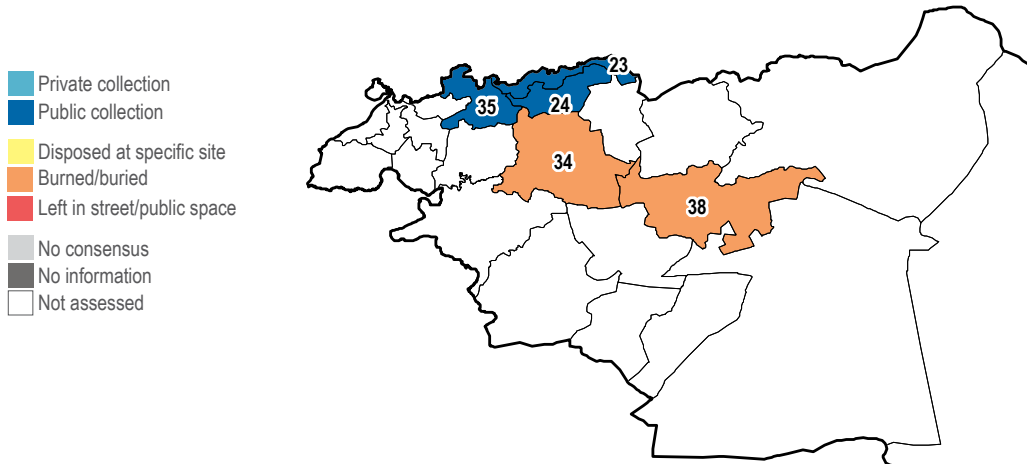 Private collection
Public collection
Disposed at specific site
Burned/buried
Left in street/public space
No consensus
No information
Not assessed
23
24
35
34
38